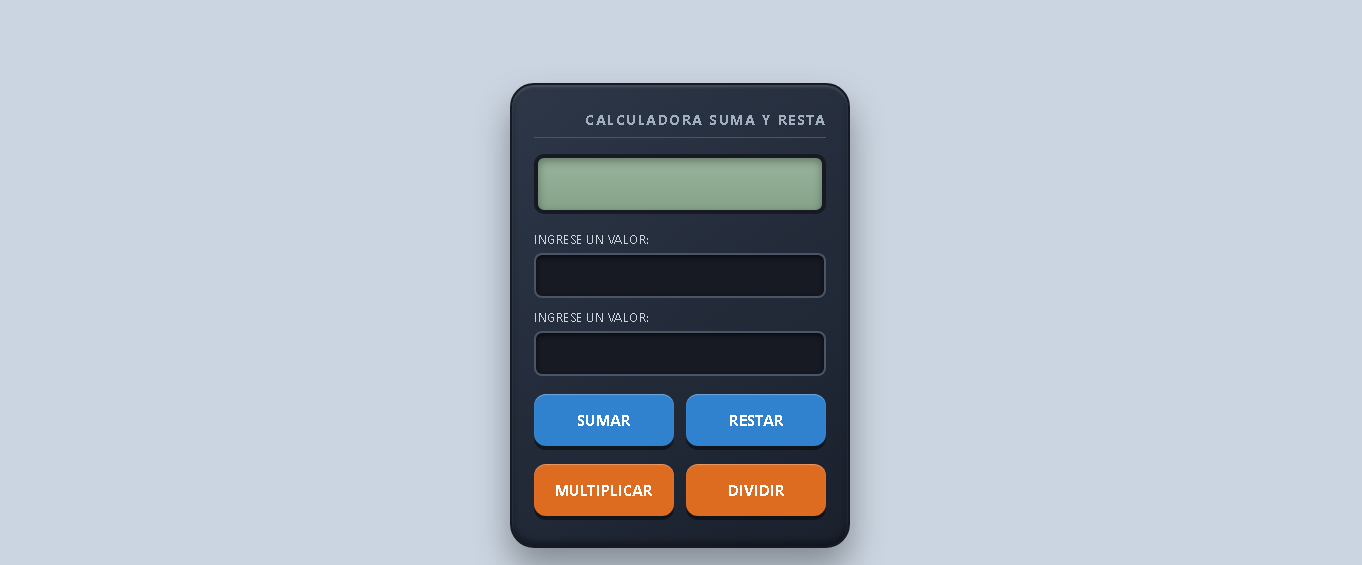 CALCULADORA SUMA Y RESTA
INGRESE UN VALOR:
INGRESE UN VALOR:
SUMAR RESTAR
MULTIPLICAR DIVIDIR